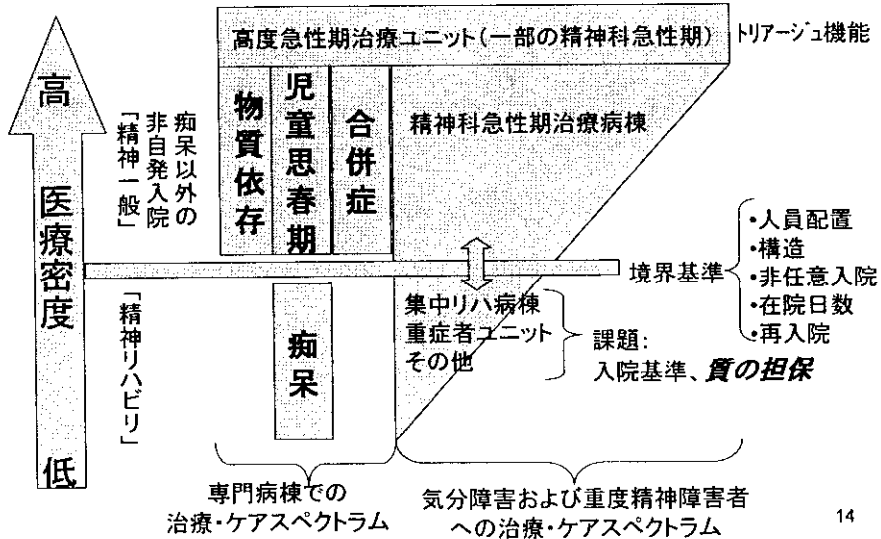 高度急性期治療ユニット(一部の精神科急性期)
トリアージュ機能
高
医療密度
低
「精神一般」
非自発入院
痴呆以外の
「精神リハビリ」
物質依存
児童思春期
合併症
精神科急性期治療病棟
境界基準
・人員配置
・構造
・非任意入院
・在院日数
・再入院
痴呆
集中リハ病棟
重症者ユニット
その他
課題:
入院基準、質の担保
専門病棟での
治療・ケアスペクトラム
気分障害および重度精神障害者
への治療・ケアスペクトラム
14